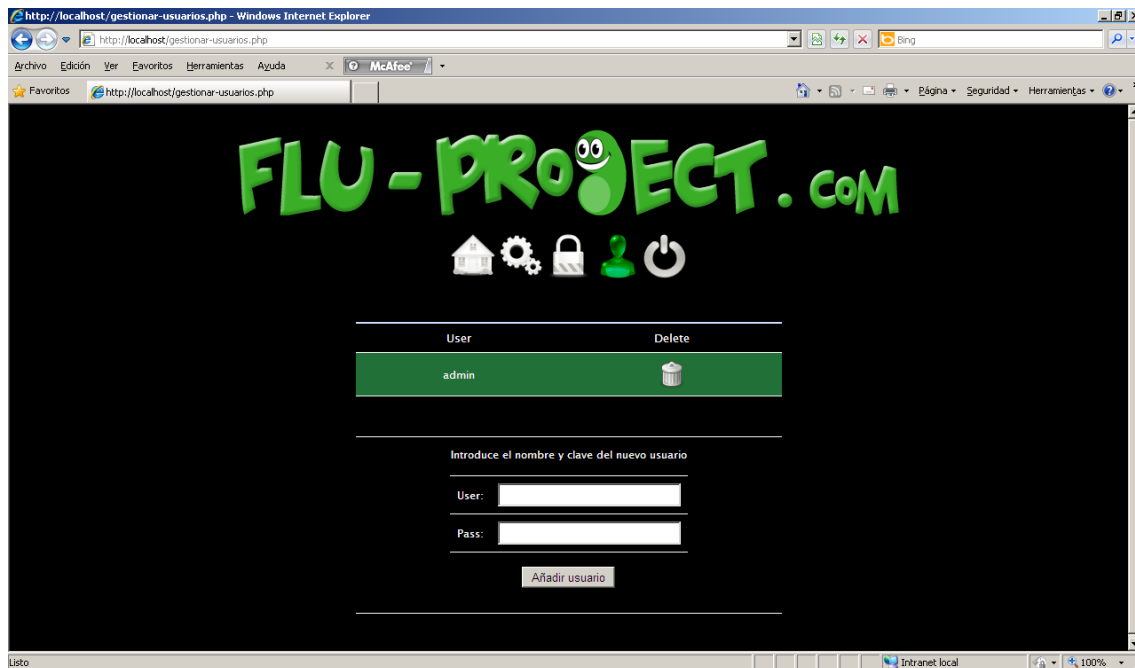 http://localhost/gestionar-usuarios.php - Windows Internet Explorer
http://localhost/gestionar-usuarios.php
Bing
Archivo Edición Ver Favoritos Herramientas Ayuda x McAfee
Favoritos http://localhost/gestionar-usuarios.php Página Seguridad Herramientas
FLU-PROJECT.COM
User Delete
admin
Introduce el nombre y clave del nuevo usuario
User:
Pass:
Añadir usuario
Listo Intranet local 100%